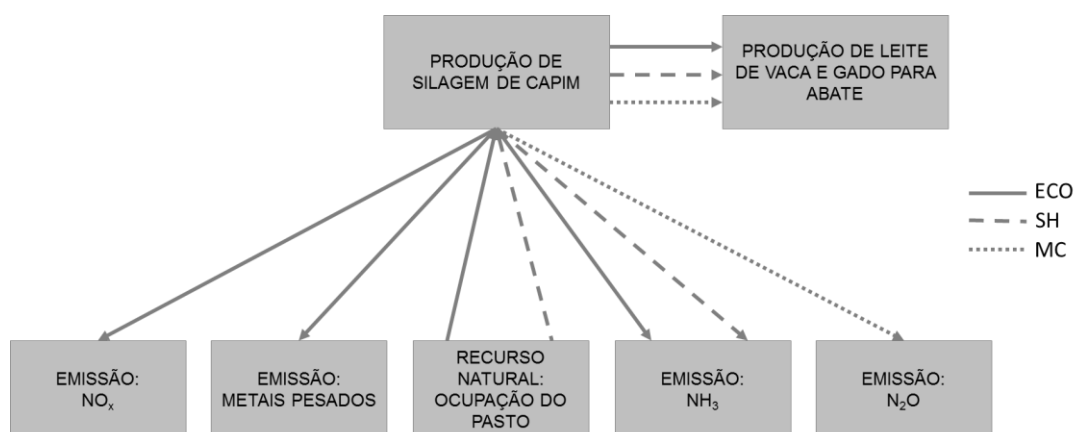 PRODUÇÃO DE
SILAGEM DE CAPIM
PRODUÇÃO DE LEITE
DE VACA E GADO PARA
ABATE
ECO
SH
MC
EMISSÃO:
NOₓ
EMISSÃO:
METAIS PESADOS
RECURSO
NATURAL:
OCUPAÇÃO DO
PASTO
EMISSÃO:
NH₃
EMISSÃO:
N₂O